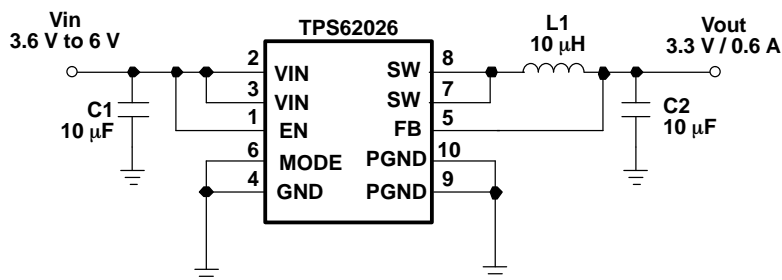 TPS62026
Vin
3.6 V to 6 V
L1
10 μH
Vout
3.3 V / 0.6 A
2
VIN
SW
8
3
VIN
SW
7
C1
10 μF
1
EN
FB
5
C2
10 μF
6
MODE
PGND
10
4
GND
PGND
9